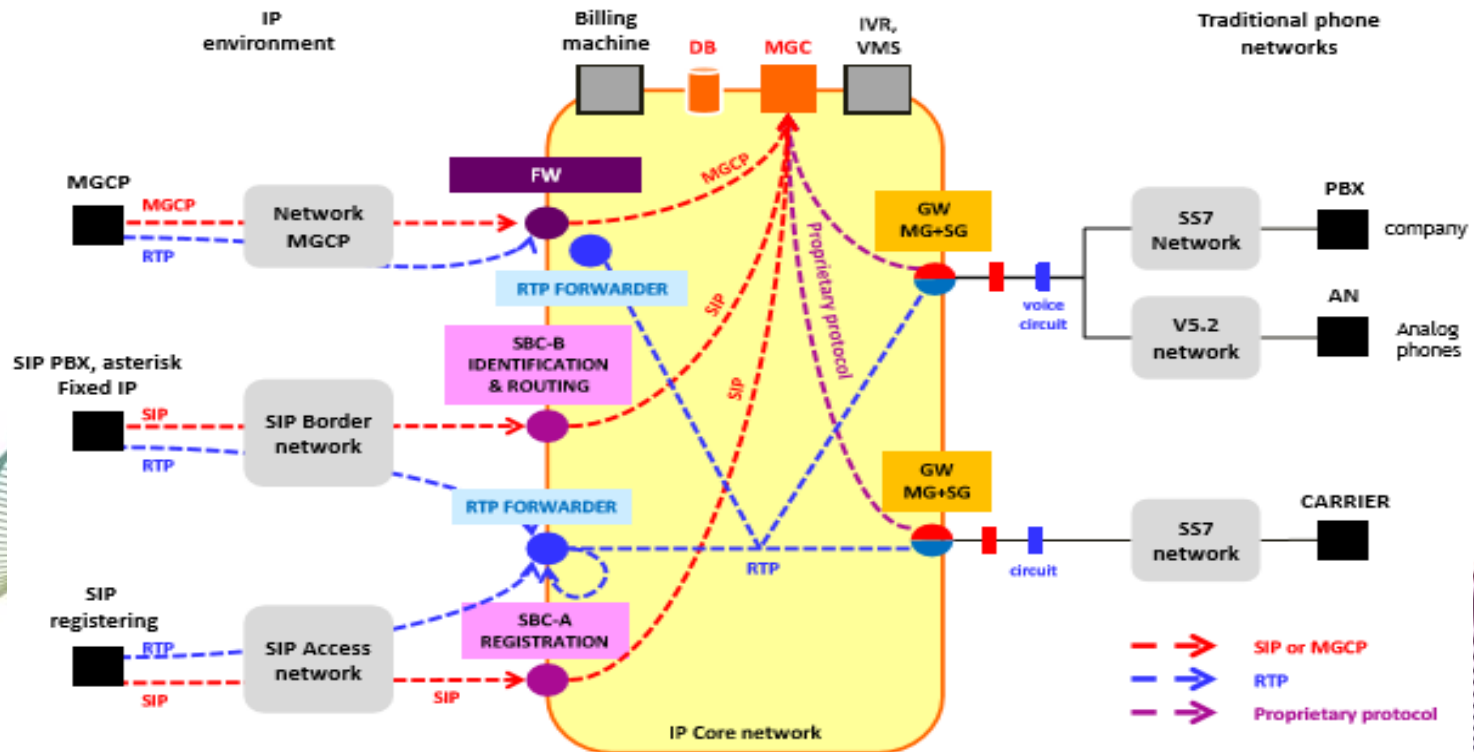 IP
environment
Billing
machine
DB
MGC
IVR,
VMS
Traditional phone
networks
MGCP
MGCP
RTP
Network
MGCP
FW
MGCP
RTP FORWARDER
GW
MG+SG
voice
circuit
SS7
Network
PBX
company
V5.2
network
AN
Analog
phones
SIP PBX, asterisk
Fixed IP
SIP
RTP
SIP Border
network
SBC-B
IDENTIFICATION
& ROUTING
SIP
Proprietary protocol
SIP
RTP FORWARDER
RTP
GW
MG+SG
circuit
SS7
network
CARRIER
SIP
registering
RTP
SIP
SIP Access
network
SIP
SBC-A
REGISTRATION
IP Core network
SIP or MGCP
RTP
Proprietary protocol